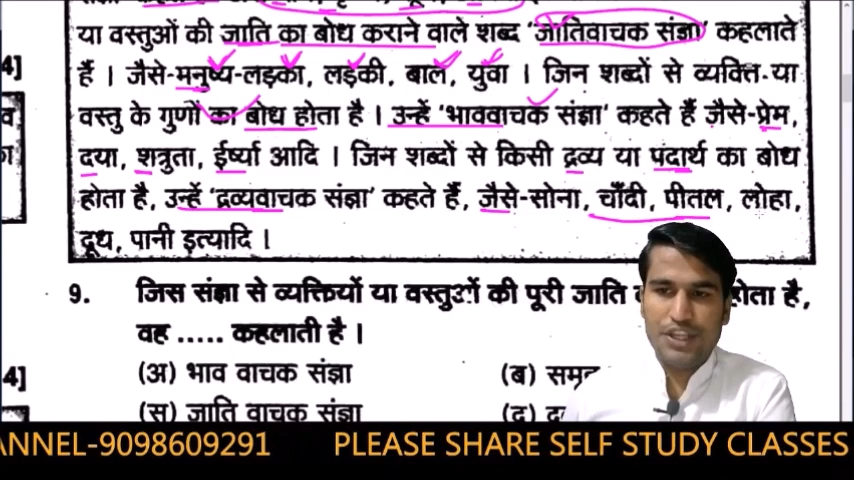 या वस्तुओं की जाति का बोध कराने वाले शब्द 'जातिवाचक संज्ञा' कहलाते
हैं । जैसे-मनुष्य-लड़का, लड़की, बाल, युवा । जिन शब्दों से व्यक्ति-या
वस्तु के गुणों का बोध होता है । उन्हें 'भाववाचक संज्ञा' कहते हैं जैसे-प्रेम,
दया, शत्रुता, ईर्ष्या आदि । जिन शब्दों से किसी द्रव्य या पदार्थ का बोध
होता है, उन्हें 'द्रव्यवाचक संज्ञा' कहते हैं, जैसे-सोना, चाँदी, पीतल, लोहा,
दूध, पानी इत्यादि ।
9. जिस संज्ञा से व्यक्तियों या वस्तुओं की पूरी जाति होता है,
वह ..... कहलाती है ।
4]
(अ) भाव वाचक संज्ञा (ब)
(स) जाति वाचक संज्ञा (द)
ANNEL-9098609291 PLEASE SHARE SELF STUDY CLASSES